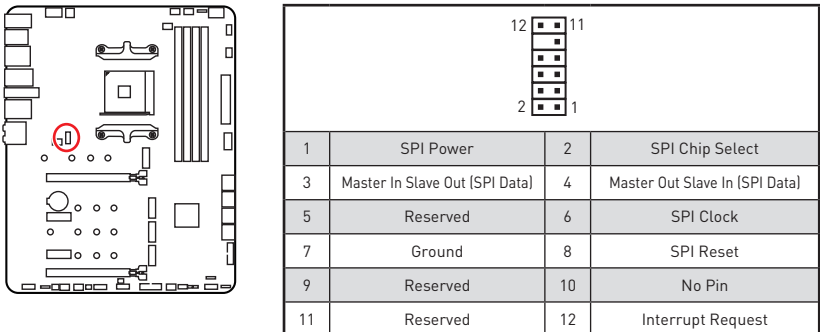 12 11
2 1
1 SPI Power 2 SPI Chip Select
3 Master In Slave Out (SPI Data) 4 Master Out Slave In (SPI Data)
5 Reserved 6 SPI Clock
7 Ground 8 SPI Reset
9 Reserved 10 No Pin
11 Reserved 12 Interrupt Request